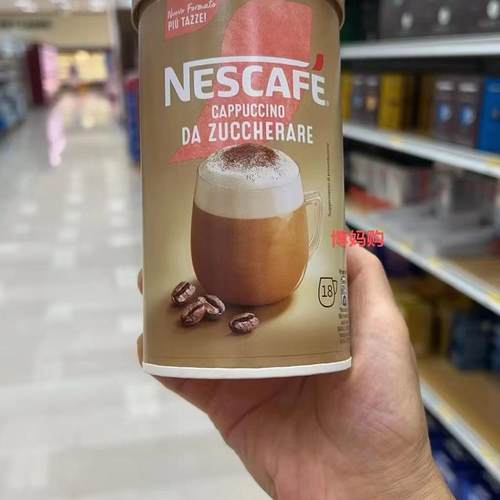 Nuovo Formato
PIÙ TAZZE!
NESCAFÉ
CAPPUCCINO
DA ZUCCHERARE
博妈购
18